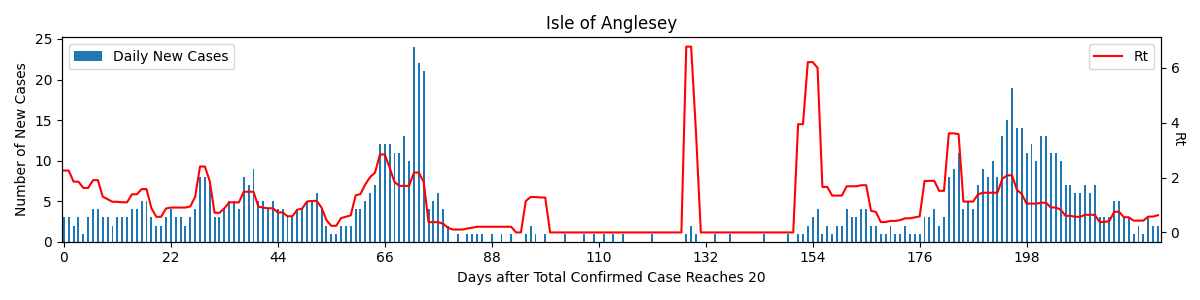 Isle of Anglesey
Number of New Cases
25
20
15
10
5
0
Daily New Cases
Rt
6
4
2
0
Rt
0 22 44 66 88 110 132 154 176 198
Days after Total Confirmed Case Reaches 20